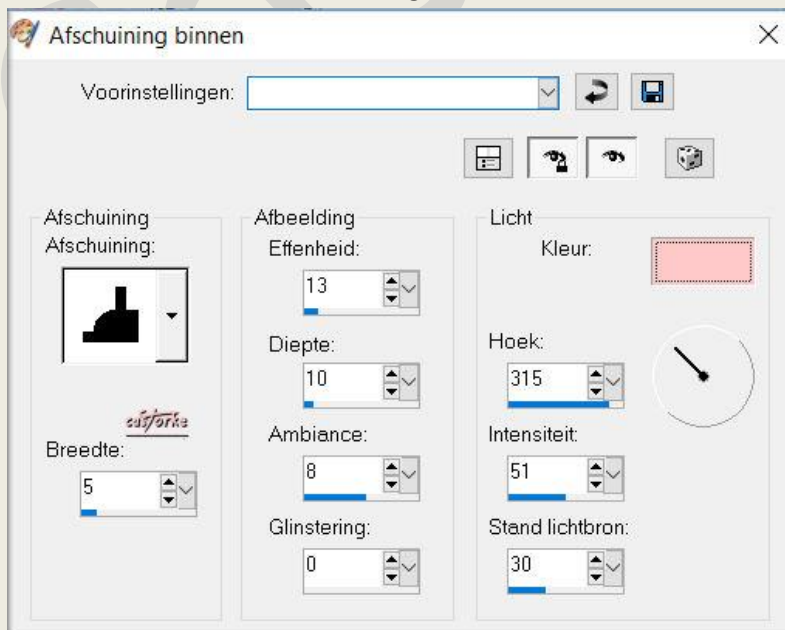 Afschuining binnen
Voorinstellingen:
Afschuining
Afschuining:
castorke
Breedte:
5
Afbeelding
Effenheid:
13
Diepte:
10
Ambiance:
8
Glinstering:
0
Licht
Kleur:
Hoek:
315
Intensiteit:
51
Stand lichtbron:
30